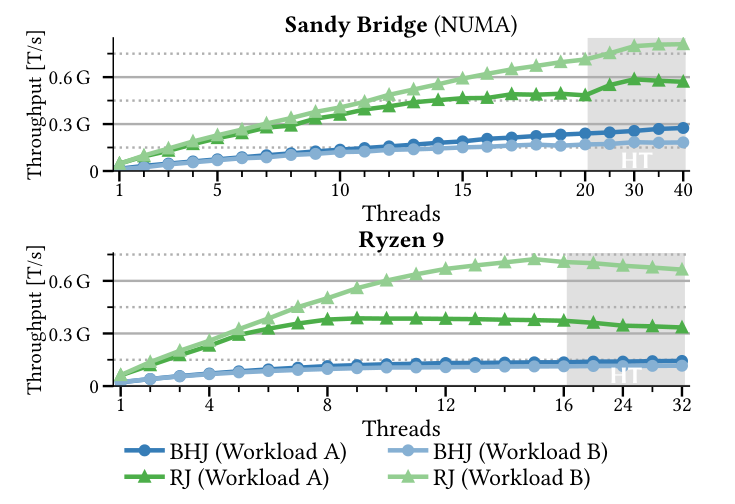 Sandy Bridge (NUMA)
Throughput [T/s]
0.6 G
0.3 G
0
HT
1 5 10 15 20 30 40
Threads
Ryzen 9
Throughput [T/s]
0.6 G
0.3 G
0
HT
1 4 8 12 16 24 32
Threads
BHJ (Workload A) BHJ (Workload B)
RJ (Workload A) RJ (Workload B)